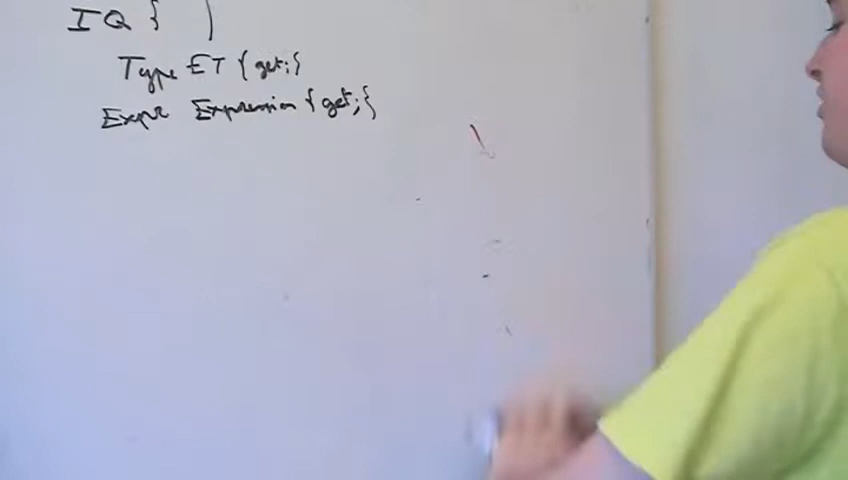 IQ {
Type ET {get;}
Expr Expression {get;}